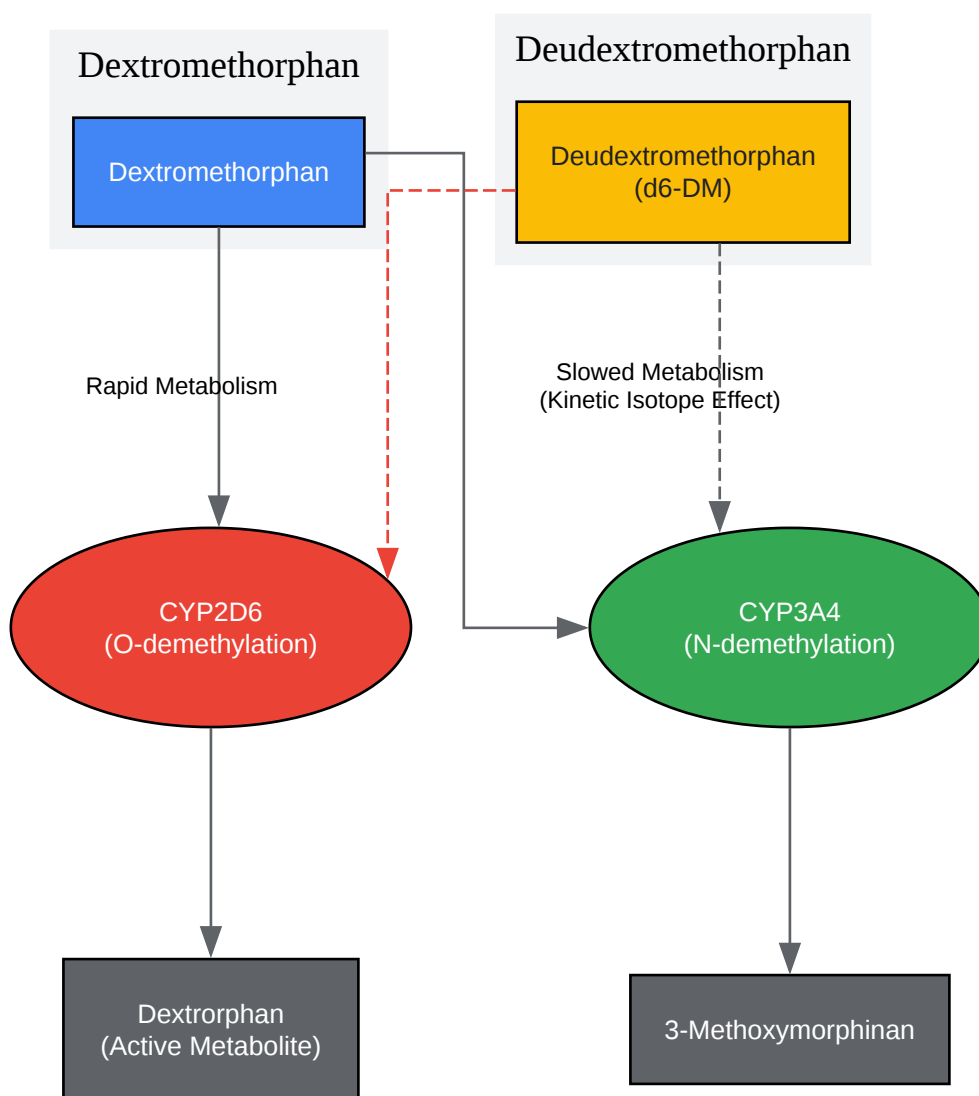 Dextromethorphan
Deudextromethorphan
Dextromethorphan
Deudextromethorphan
(d6-DM)
Rapid Metabolism
Slowed Metabolism
(Kinetic Isotope Effect)
CYP2D6
(O-demethylation)
CYP3A4
(N-demethylation)
Dextrorphan
(Active Metabolite)
3-Methoxymorphinan